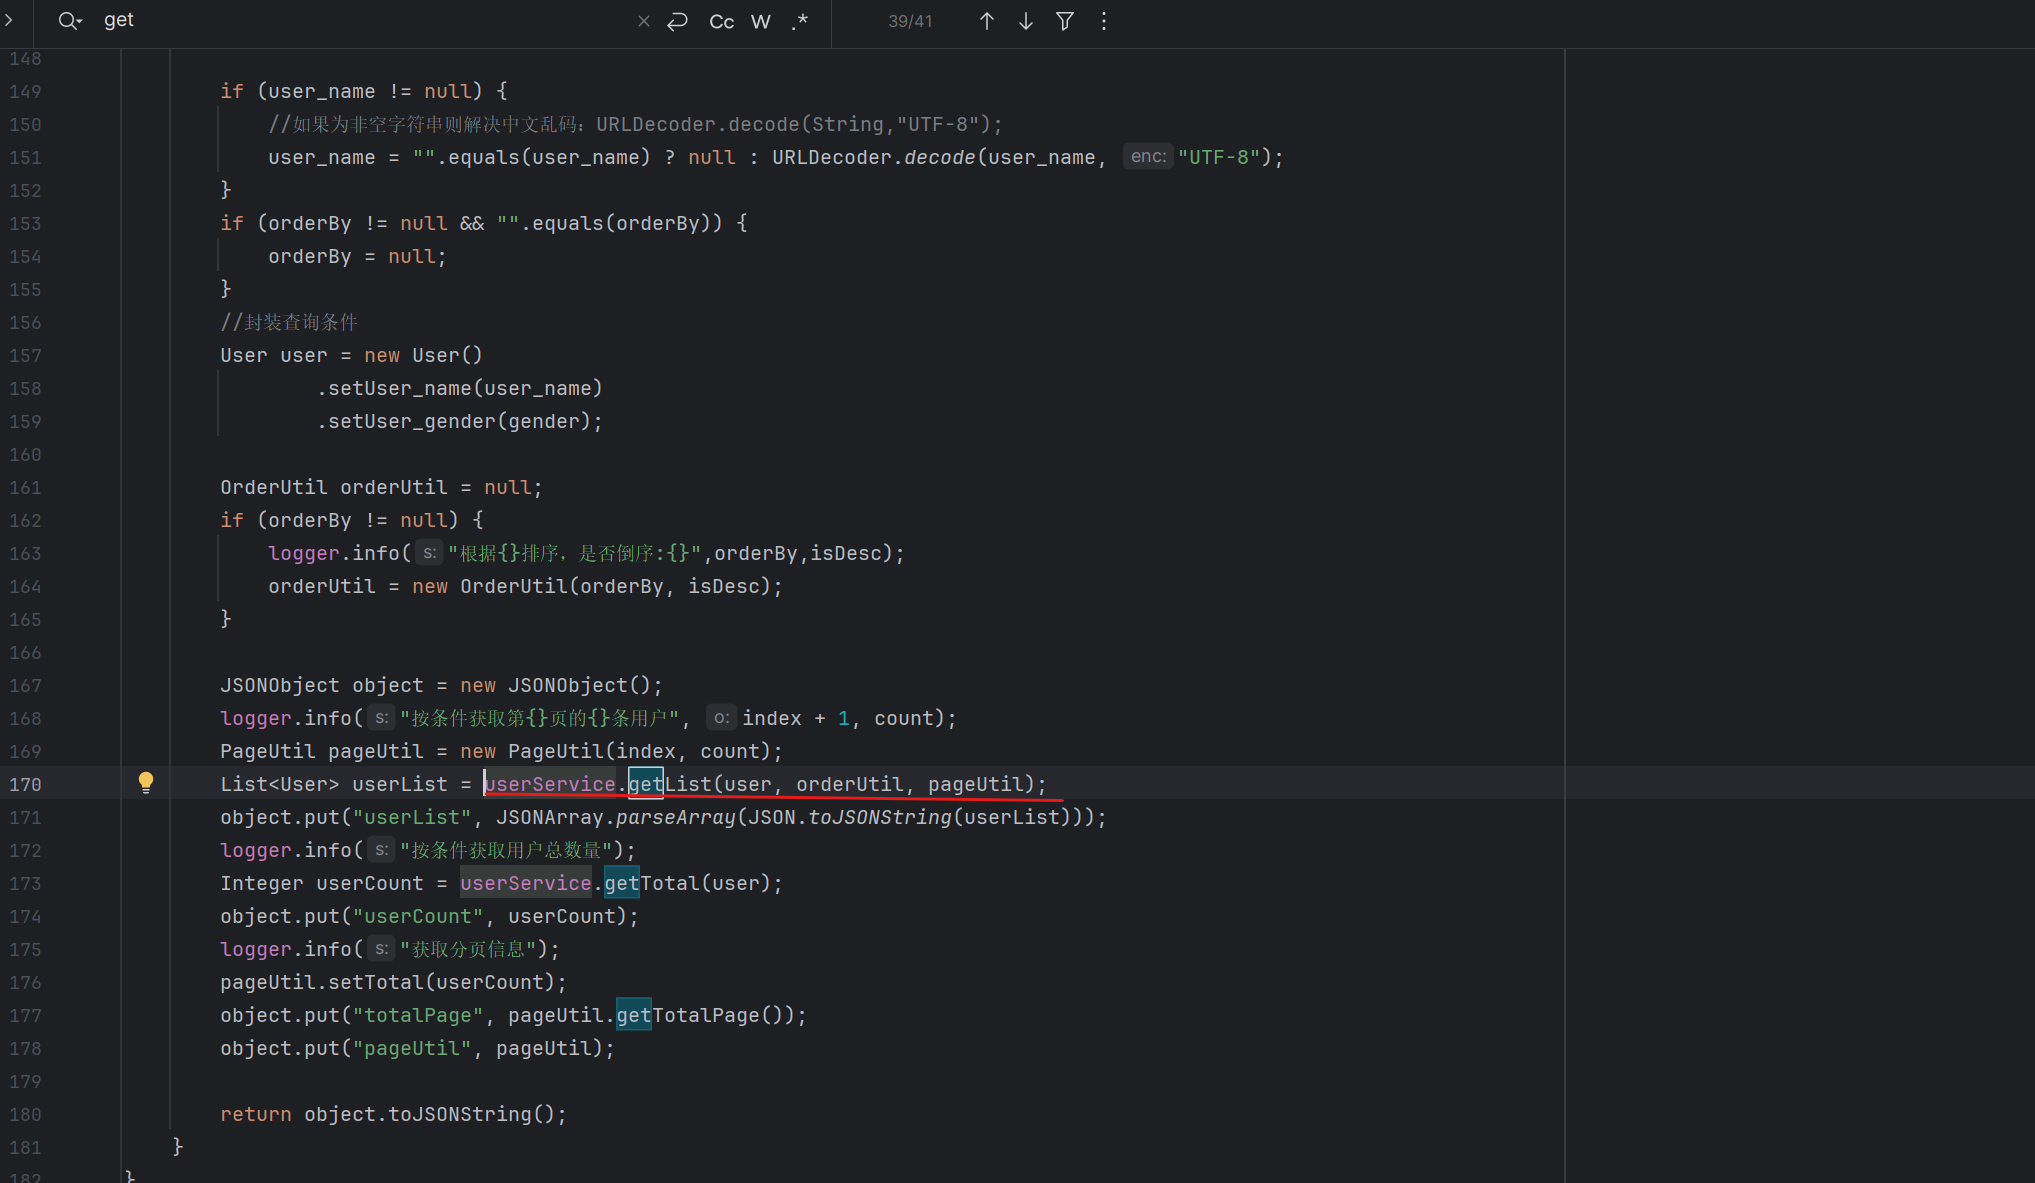 get Cc W .* 39/41
148
149 if (user_name != null) {
150 //如果为非空字符串则解决中文乱码：URLDecoder.decode(String,"UTF-8");
151 user_name = "".equals(user_name) ? null : URLDecoder.decode(user_name, enc: "UTF-8");
152 }
153 if (orderBy != null && "".equals(orderBy)) {
154 orderBy = null;
155 }
156 //封装查询条件
157 User user = new User()
158 .setUser_name(user_name)
159 .setUser_gender(gender);
160
161 OrderUtil orderUtil = null;
162 if (orderBy != null) {
163 logger.info( s: "根据{}排序，是否倒序:{}",orderBy,isDesc);
164 orderUtil = new OrderUtil(orderBy, isDesc);
165 }
166
167 JSONObject object = new JSONObject();
168 logger.info( s: "按条件获取第{}页的{}条用户", o: index + 1, count);
169 PageUtil pageUtil = new PageUtil(index, count);
170 List<User> userList = userService.getList(user, orderUtil, pageUtil);
171 object.put("userList", JSONArray.parseArray(JSON.toJSONString(userList)));
172 logger.info( s: "按条件获取用户总数量");
173 Integer userCount = userService.getTotal(user);
174 object.put("userCount", userCount);
175 logger.info( s: "获取分页信息");
176 pageUtil.setTotal(userCount);
177 object.put("totalPage", pageUtil.getTotalPage());
178 object.put("pageUtil", pageUtil);
179
180 return object.toJSONString();
181 }
182 }